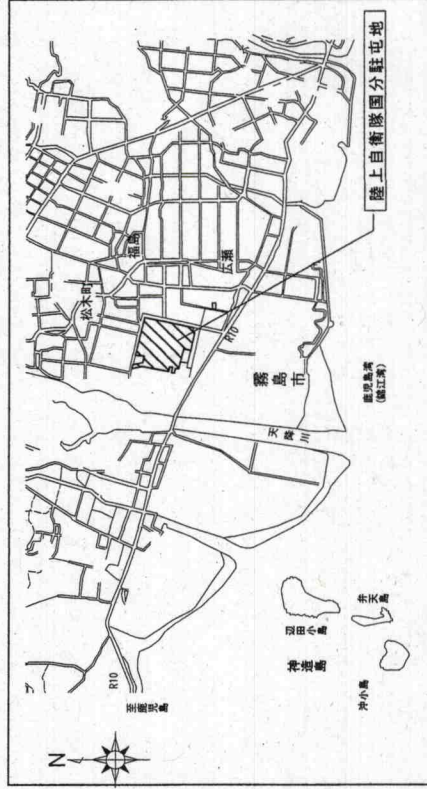 陸上自衛隊国分駐屯地
松木町
福島
広瀬
R10
霧島市
天降川
鹿児島湾
(錦江湾)
辺田小島
弁天島
神造島
沖小島
R10
至鹿児島
N